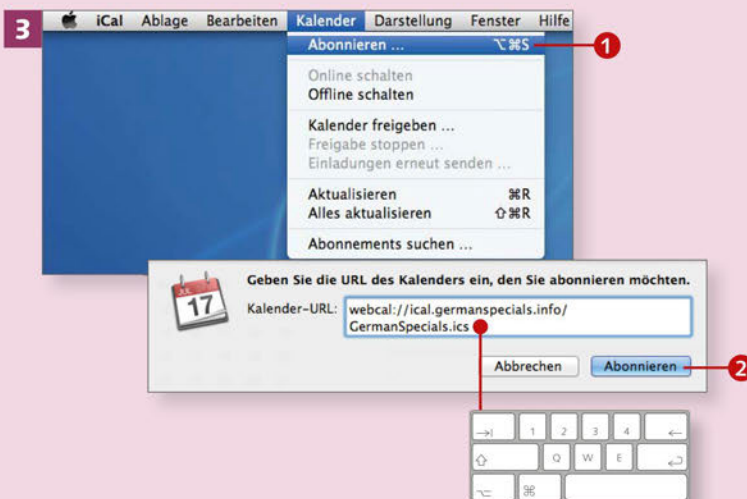 3
iCal Ablage Bearbeiten Kalender Darstellung Fenster Hilfe
Abonnieren ... ⌥⌘S
1
Online schalten
Offline schalten
Kalender freigeben ...
Freigabe stoppen ...
Einladungen erneut senden ...
Aktualisieren ⌘R
Alles aktualisieren ⇧⌘R
Abonnements suchen ...
JUL
17
Geben Sie die URL des Kalenders ein, den Sie abonnieren möchten.
Kalender-URL: webcal://ical.germanspecials.info/
GermanSpecials.ics
Abbrechen Abonnieren
2
→| 1 2 3 4 ←
⇧ Q W E ↵
⌥ ⌘